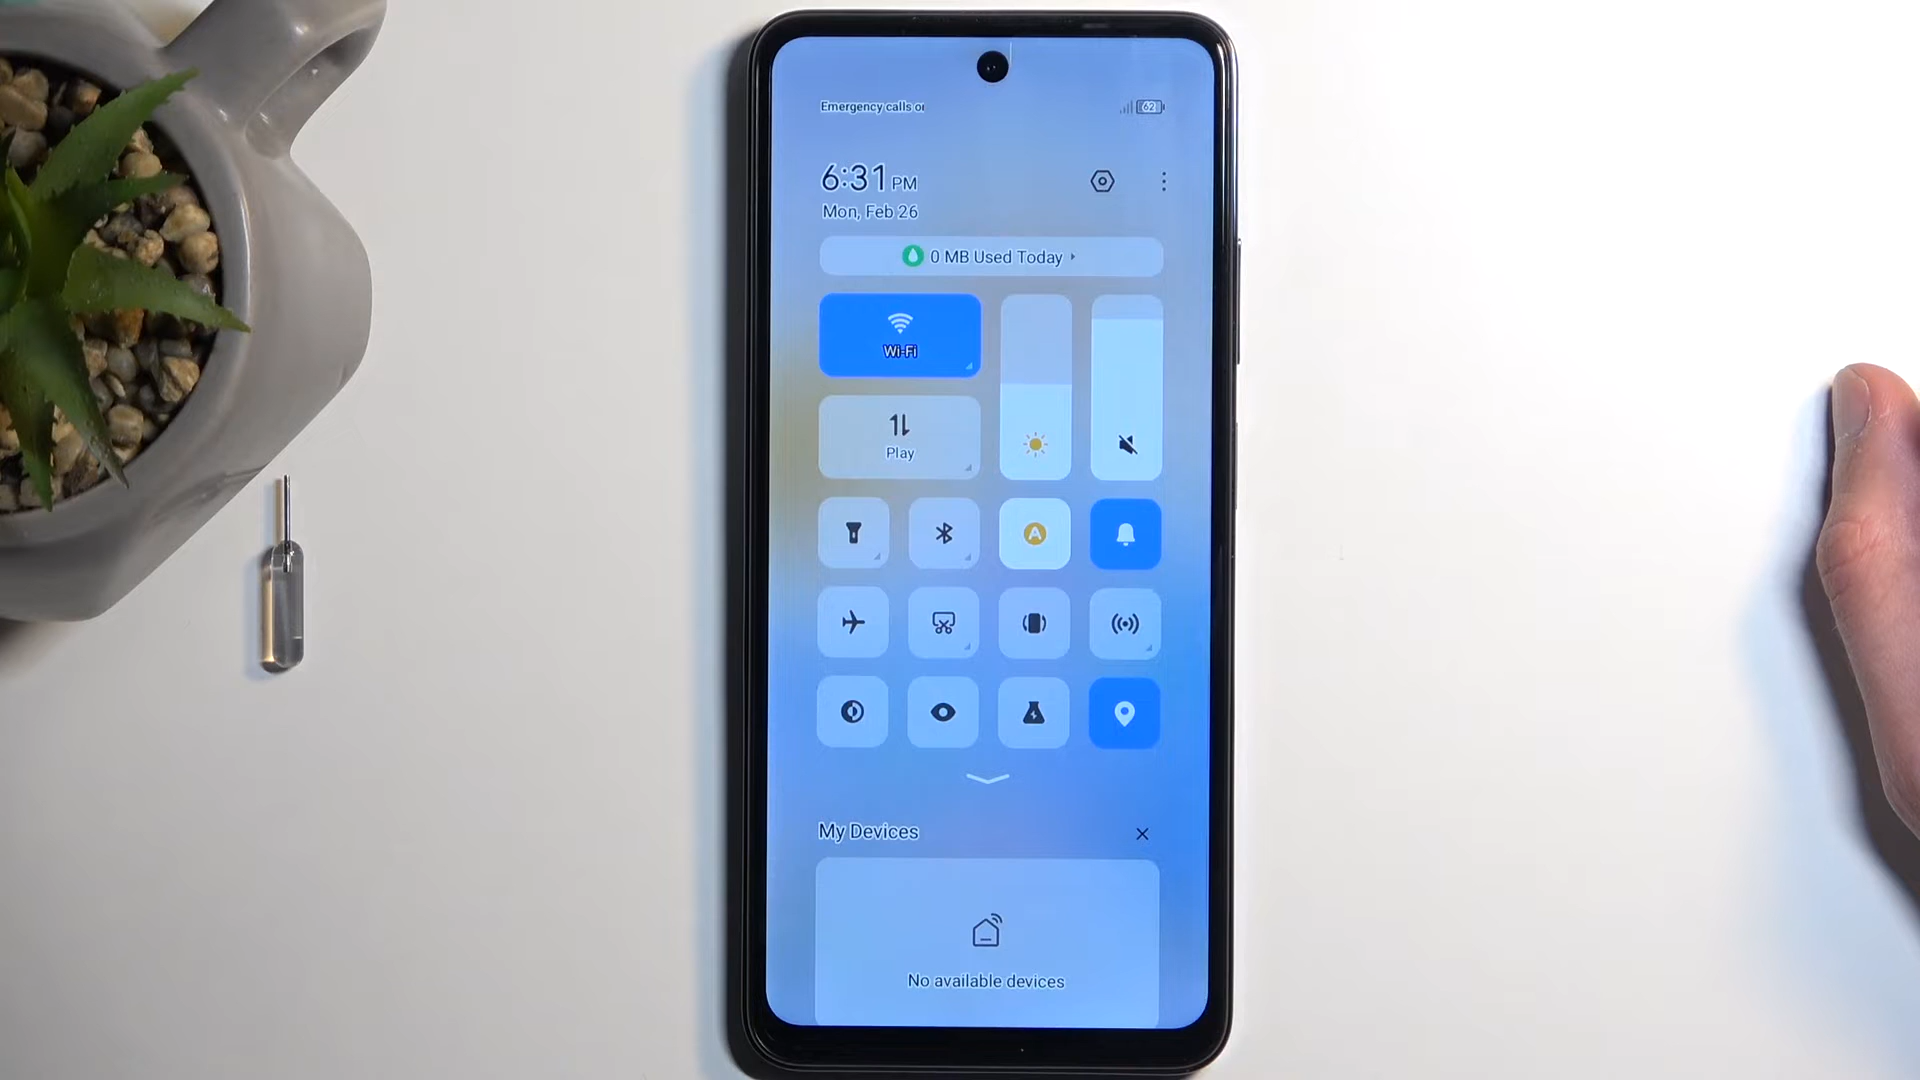 Emergency calls o
62
6:31 PM
Mon, Feb 26
0 MB Used Today
Wi-Fi
Play
A
My Devices
No available devices